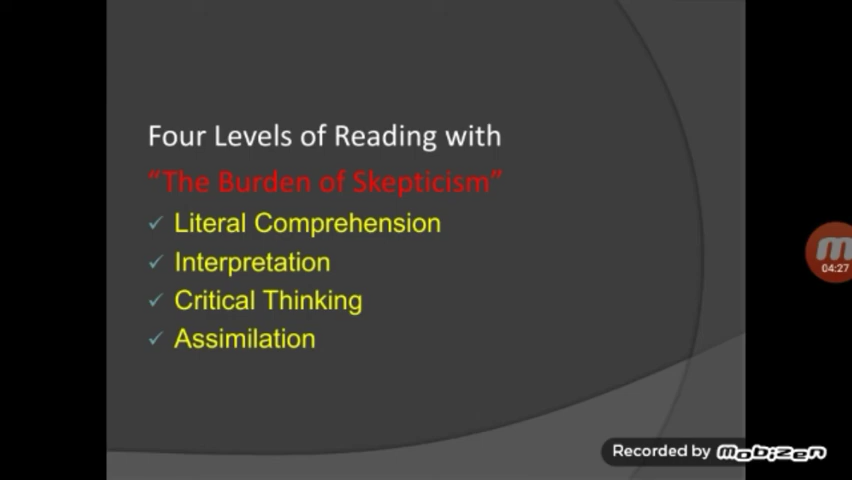 Four Levels of Reading with
“The Burden of Skepticism”
Literal Comprehension
Interpretation
Critical Thinking
Assimilation
04:27
Recorded by mobizen